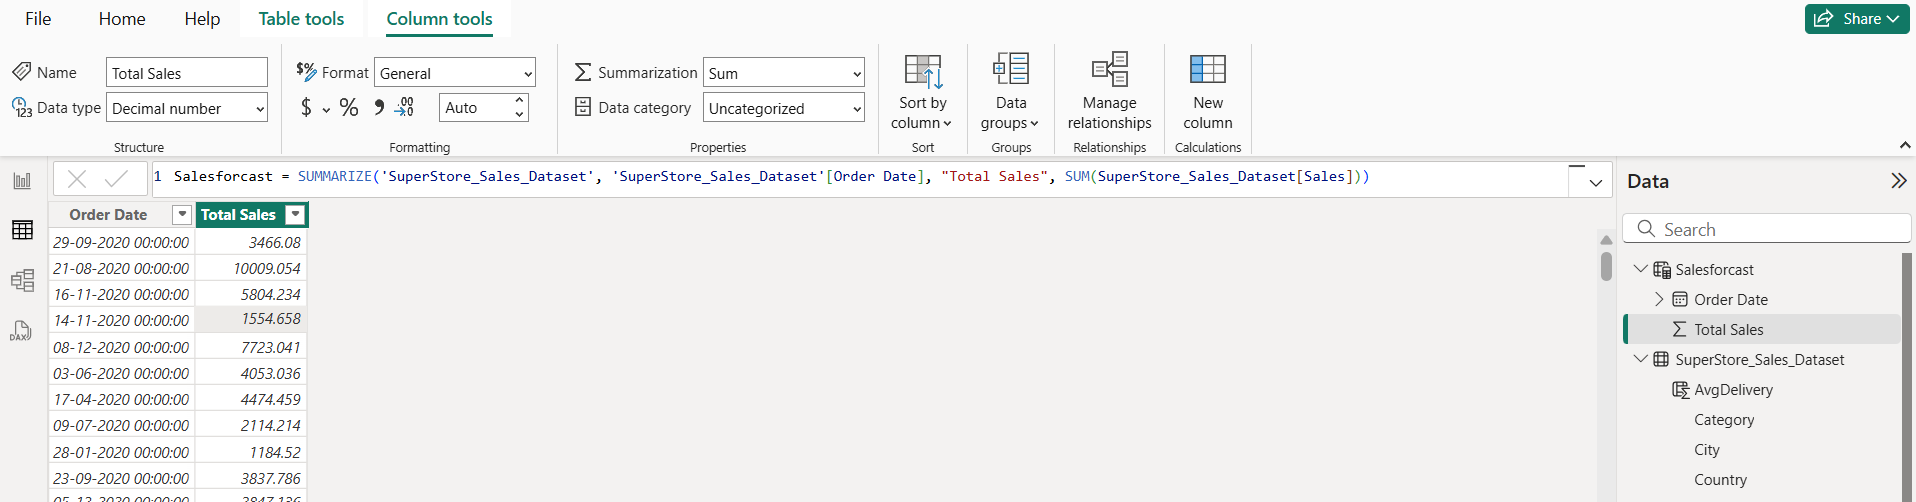 File Home Help Table tools Column tools Share
Name Total Sales $% Format General Summarization Sum
123 Data type Decimal number $ % , .00 .0 Auto Data category Uncategorized
Sort by column Data groups Manage relationships New column
Structure Formatting Properties Sort Groups Relationships Calculations
1 Salesforcast = SUMMARIZE('SuperStore_Sales_Dataset', 'SuperStore_Sales_Dataset'[Order Date], "Total Sales", SUM(SuperStore_Sales_Dataset[Sales]))
Order Date Total Sales
29-09-2020 00:00:00 3466.08
21-08-2020 00:00:00 10009.054
16-11-2020 00:00:00 5804.234
14-11-2020 00:00:00 1554.658
08-12-2020 00:00:00 7723.041
03-06-2020 00:00:00 4053.036
17-04-2020 00:00:00 4474.459
09-07-2020 00:00:00 2114.214
28-01-2020 00:00:00 1184.52
23-09-2020 00:00:00 3837.786
DAX
Data
Search
Salesforcast
Order Date
Total Sales
SuperStore_Sales_Dataset
AvgDelivery
Category
City
Country